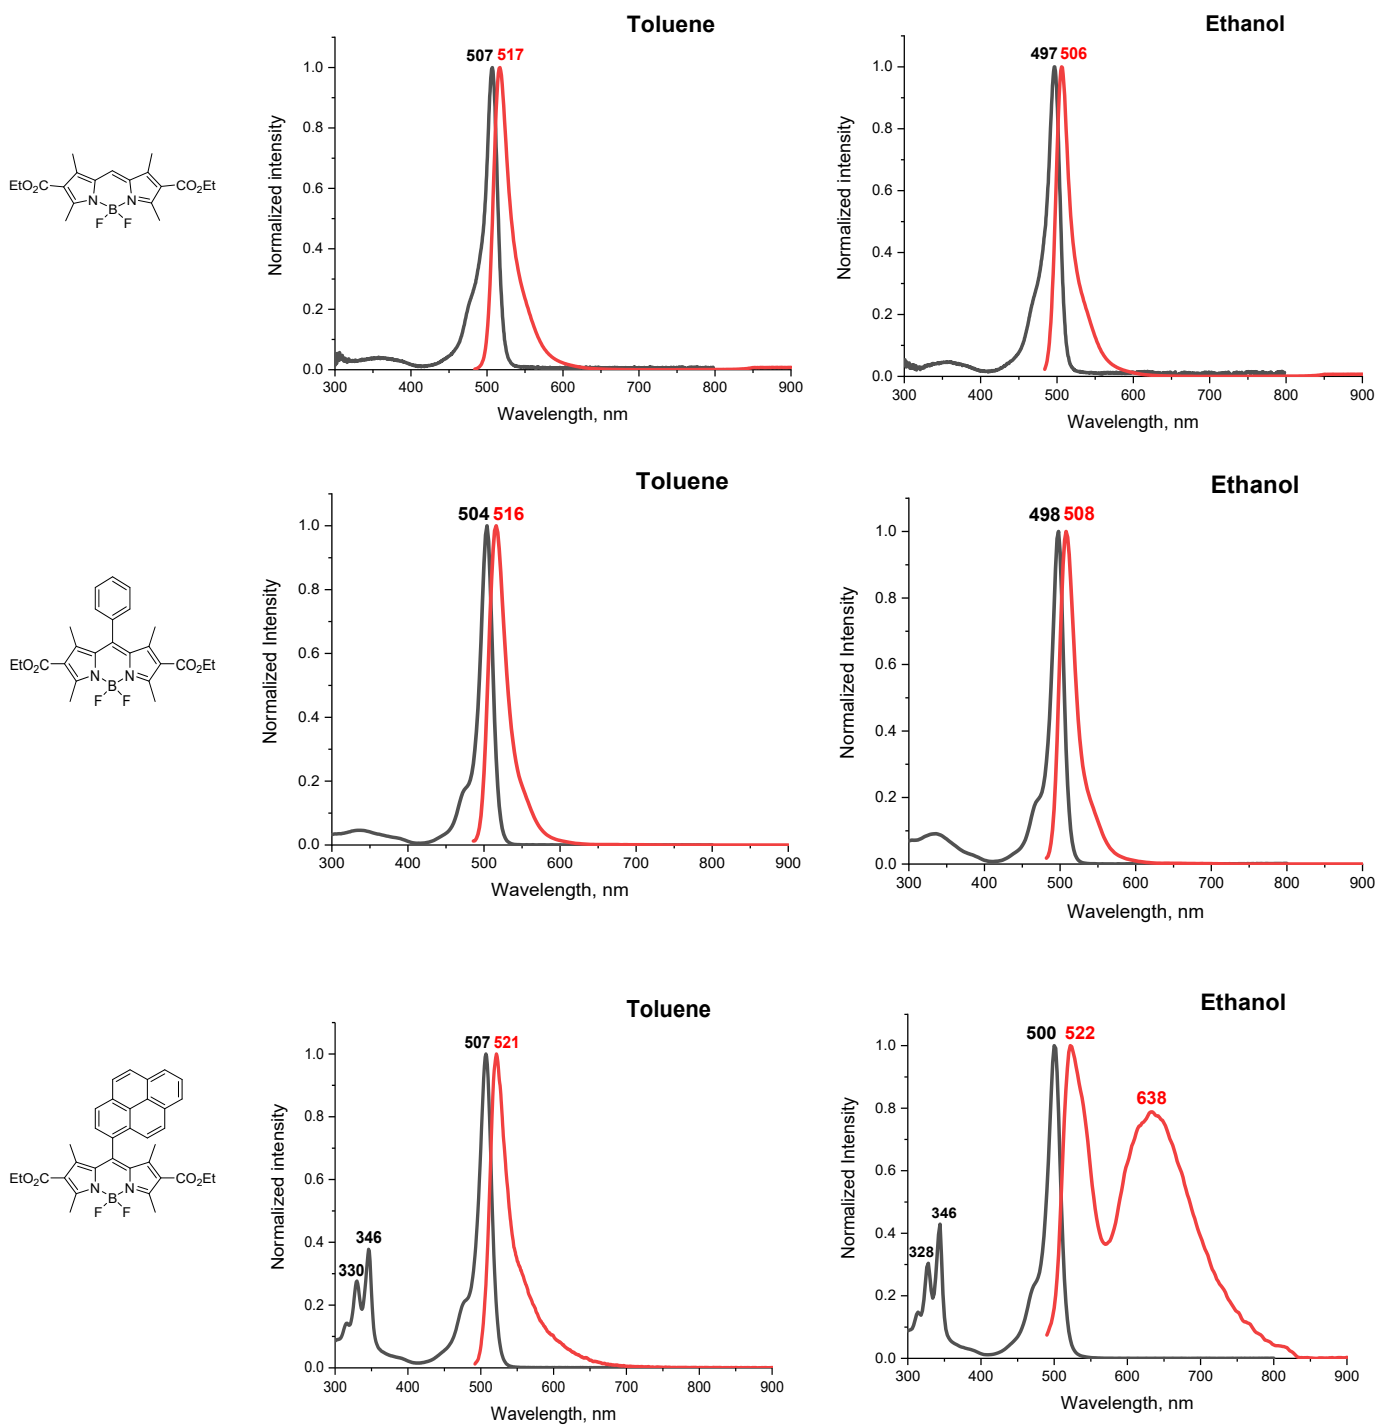 Toluene
507 517
1.0
0.8
0.6
0.4
0.2
0.0
300 400 500 600 700 800 900
Normalized intensity
Wavelength, nm
Ethanol
497 506
1.0
0.8
0.6
0.4
0.2
0.0
300 400 500 600 700 800 900
Normalized intensity
Wavelength, nm
EtO2C CO2Et
N B N
F F
Toluene
504 516
1.0
0.8
0.6
0.4
0.2
0.0
300 400 500 600 700 800 900
Normalized Intensity
Wavelength, nm
Ethanol
498 508
1.0
0.8
0.6
0.4
0.2
0.0
300 400 500 600 700 800 900
Normalized Intensity
Wavelength, nm
EtO2C CO2Et
N B N
F F
Toluene
507 521
346
330
1.0
0.8
0.6
0.4
0.2
0.0
300 400 500 600 700 800 900
Normalized intensity
Wavelength, nm
Ethanol
500 522
638
346
328
1.0
0.8
0.6
0.4
0.2
0.0
300 400 500 600 700 800 900
Normalized Intensity
Wavelength, nm
EtO2C CO2Et
N B N
F F